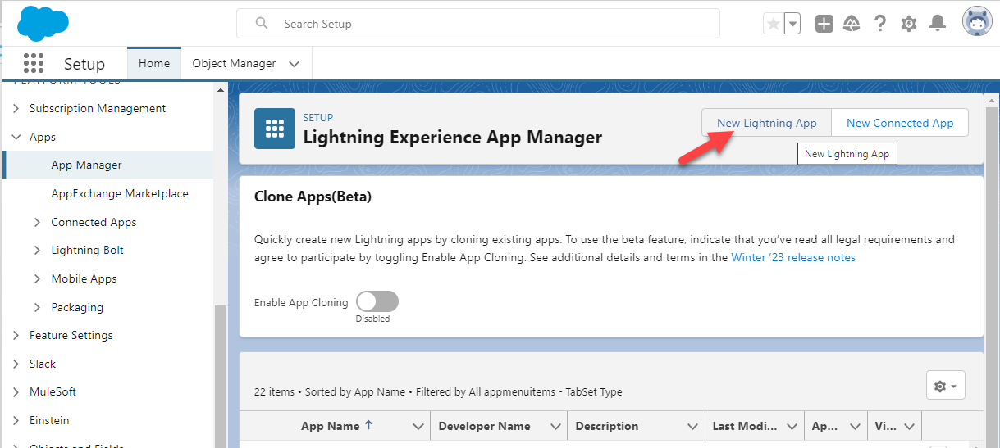 Search Setup
Setup
Home
Object Manager
PLATFORM TOOLS
Subscription Management
Apps
App Manager
AppExchange Marketplace
Connected Apps
Lightning Bolt
Mobile Apps
Packaging
Feature Settings
Slack
MuleSoft
Einstein
Objects and Fields
SETUP
Lightning Experience App Manager
New Lightning App
New Connected App
New Lightning App
Clone Apps(Beta)
Quickly create new Lightning apps by cloning existing apps. To use the beta feature, indicate that you've read all legal requirements and
agree to participate by toggling Enable App Cloning. See additional details and terms in the Winter '23 release notes
Enable App Cloning
Disabled
22 items • Sorted by App Name • Filtered by All appmenuitems - TabSet Type
App Name
Developer Name
Description
Last Modi...
Ap...
Vi...